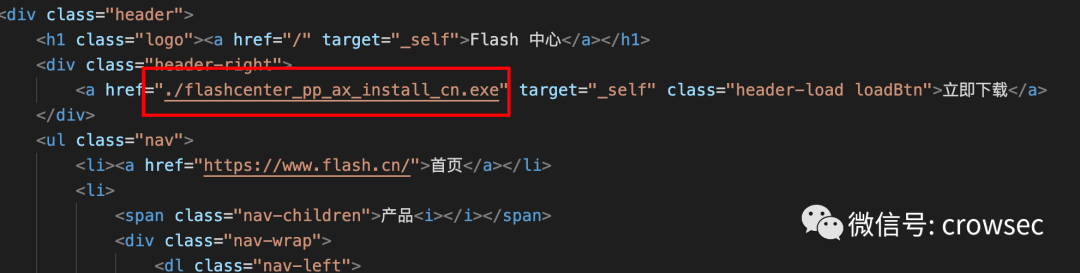 <div class="header">
<h1 class="logo"><a href="/" target="_self">Flash 中心</a></h1>
<div class="header-right">
<a href="./flashcenter_pp_ax_install_cn.exe" target="_self" class="header-load loadBtn">立即下载</a>
</div>
<ul class="nav">
<li><a href="https://www.flash.cn/">首页</a></li>
<li>
<span class="nav-children">产品<i></i></span>
<div class="nav-wrap">
<dl class="nav-left">
微信号: crowsec